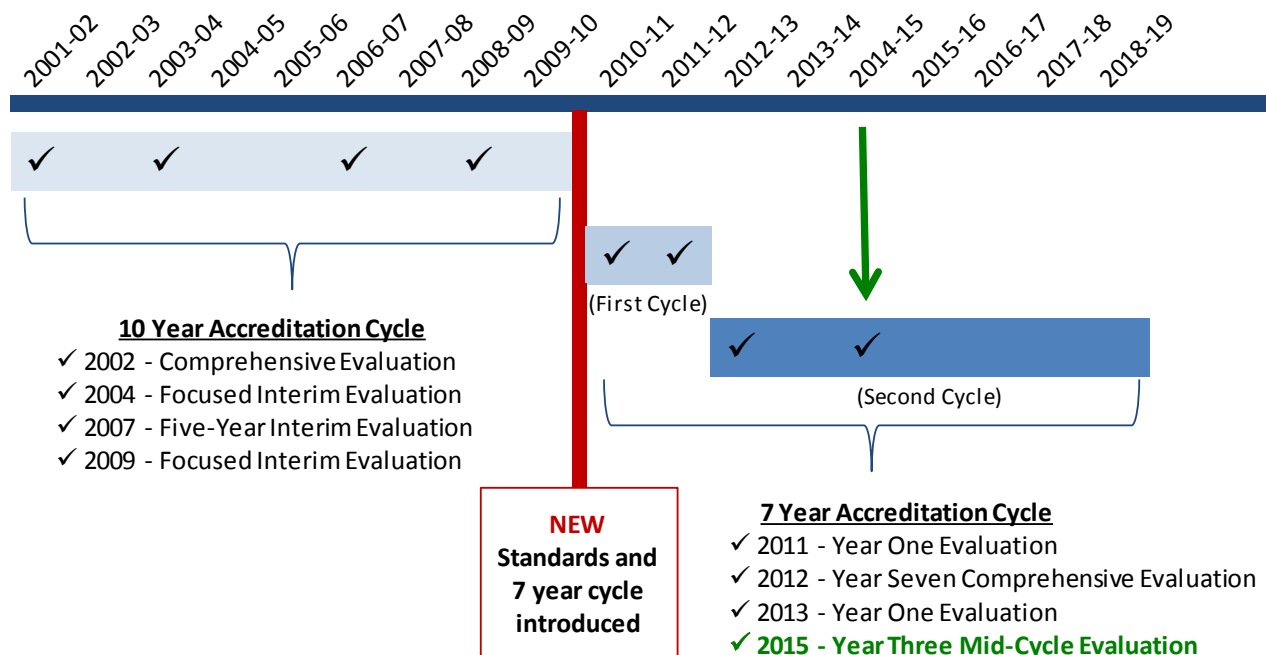 2001-02
2002-03
2003-04
2004-05
2005-06
2006-07
2007-08
2008-09
2009-10
2010-11
2011-12
2012-13
2013-14
2014-15
2015-16
2016-17
2017-18
2018-19
✓ ✓ ✓ ✓
✓ ✓
(First Cycle)
✓ ✓
(Second Cycle)
10 Year Accreditation Cycle
✓ 2002 - Comprehensive Evaluation
✓ 2004 - Focused Interim Evaluation
✓ 2007 - Five-Year Interim Evaluation
✓ 2009 - Focused Interim Evaluation
NEW
Standards and
7 year cycle
introduced
7 Year Accreditation Cycle
✓ 2011 - Year One Evaluation
✓ 2012 - Year Seven Comprehensive Evaluation
✓ 2013 - Year One Evaluation
✓ 2015 - Year Three Mid-Cycle Evaluation